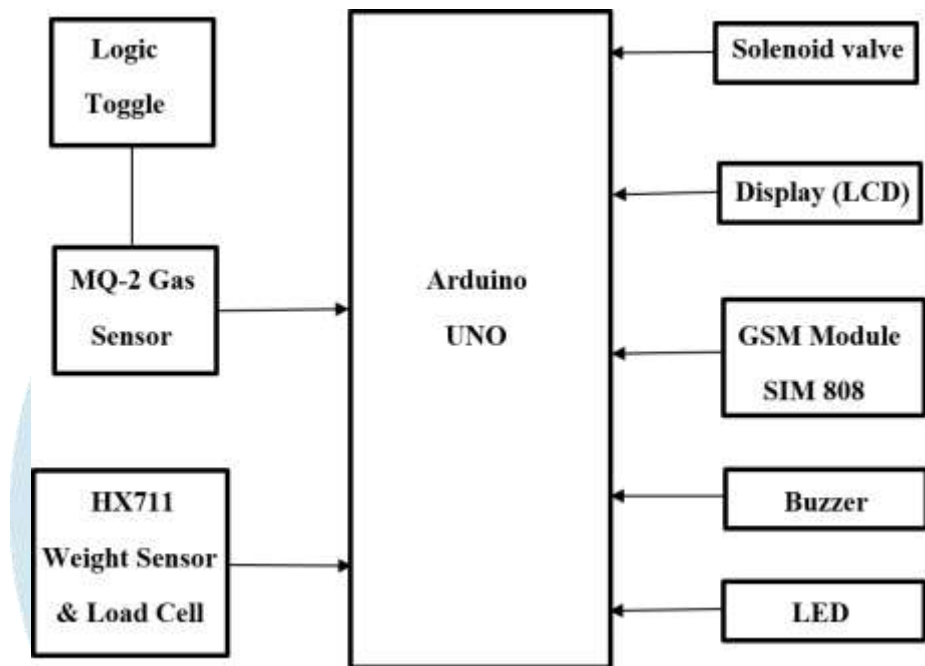 Logic
Toggle
MQ-2 Gas
Sensor
HX711
Weight Sensor
& Load Cell
Arduino
UNO
Solenoid valve
Display (LCD)
GSM Module
SIM 808
Buzzer
LED